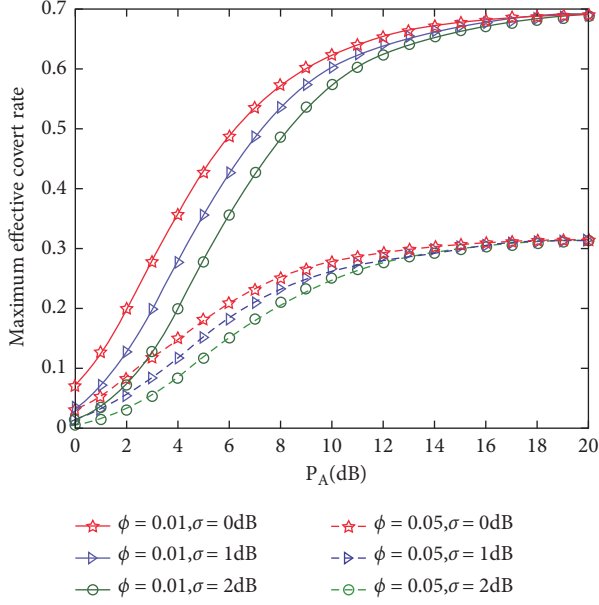 0.7
0.6
0.5
0.4
0.3
0.2
0.1
0
Maximum effective covert rate
0 2 4 6 8 10 12 14 16 18 20
P_A(dB)
ϕ = 0.01,σ = 0dB ϕ = 0.05,σ = 0dB
ϕ = 0.01,σ = 1dB ϕ = 0.05,σ = 1dB
ϕ = 0.01,σ = 2dB ϕ = 0.05,σ = 2dB